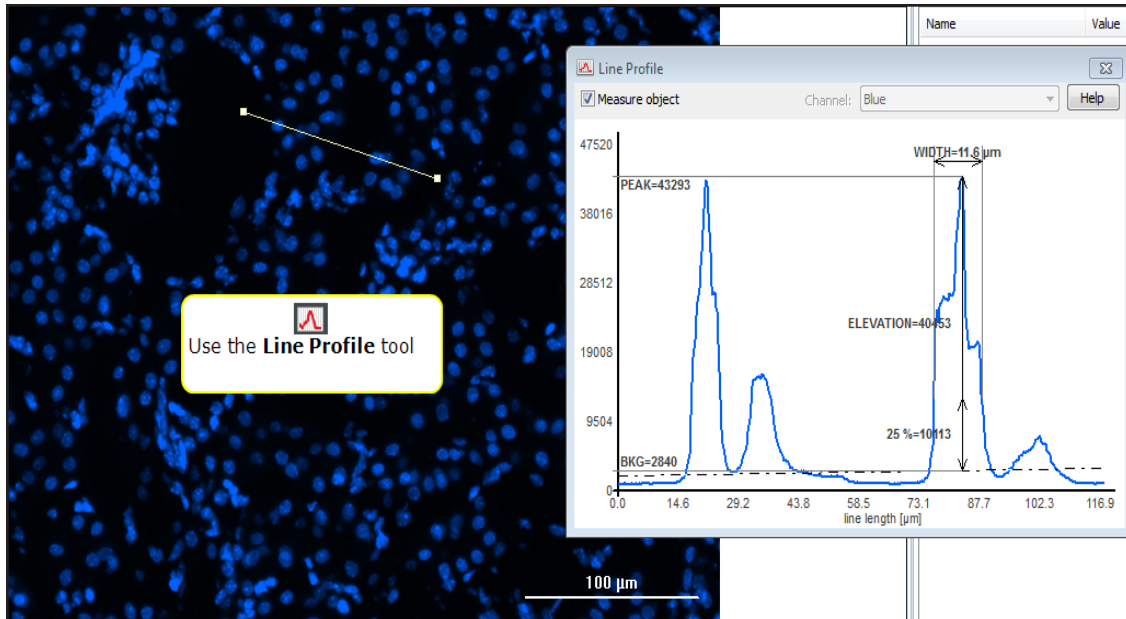 Name Value
Line Profile
Measure object Channel: Blue Help
47520
WIDTH=11.6 µm
PEAK=43293
38016
28512
ELEVATION=40453
19008
9504
25 %=10113
BKG=2840
0
0.0 14.6 29.2 43.8 58.5 73.1 87.7 102.3 116.9
line length [µm]
Use the Line Profile tool
100 µm